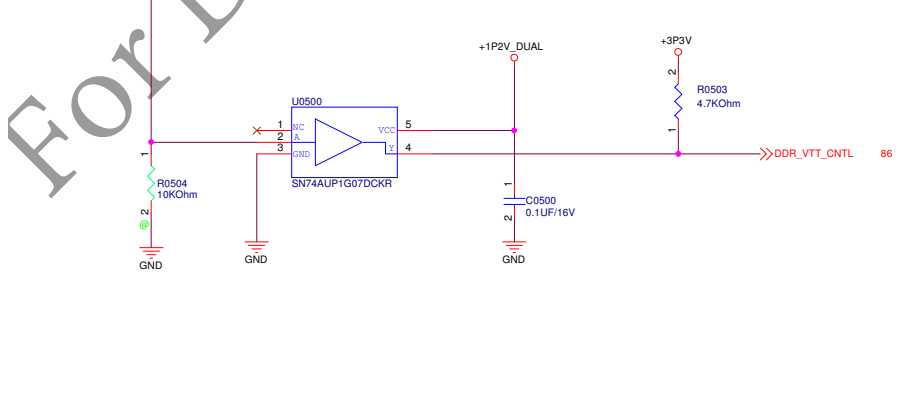 For D
+1P2V_DUAL
+3P3V
2
R0503
4.7KOhm
1
U0500
1 NC VCC 5
2 A
3 GND Y 4
DDR_VTT_CNTL 86
SN74AUP1G07DCKR
1
R0504
10KOhm
2
@
GND
GND
1
C0500
0.1UF/16V
2
GND